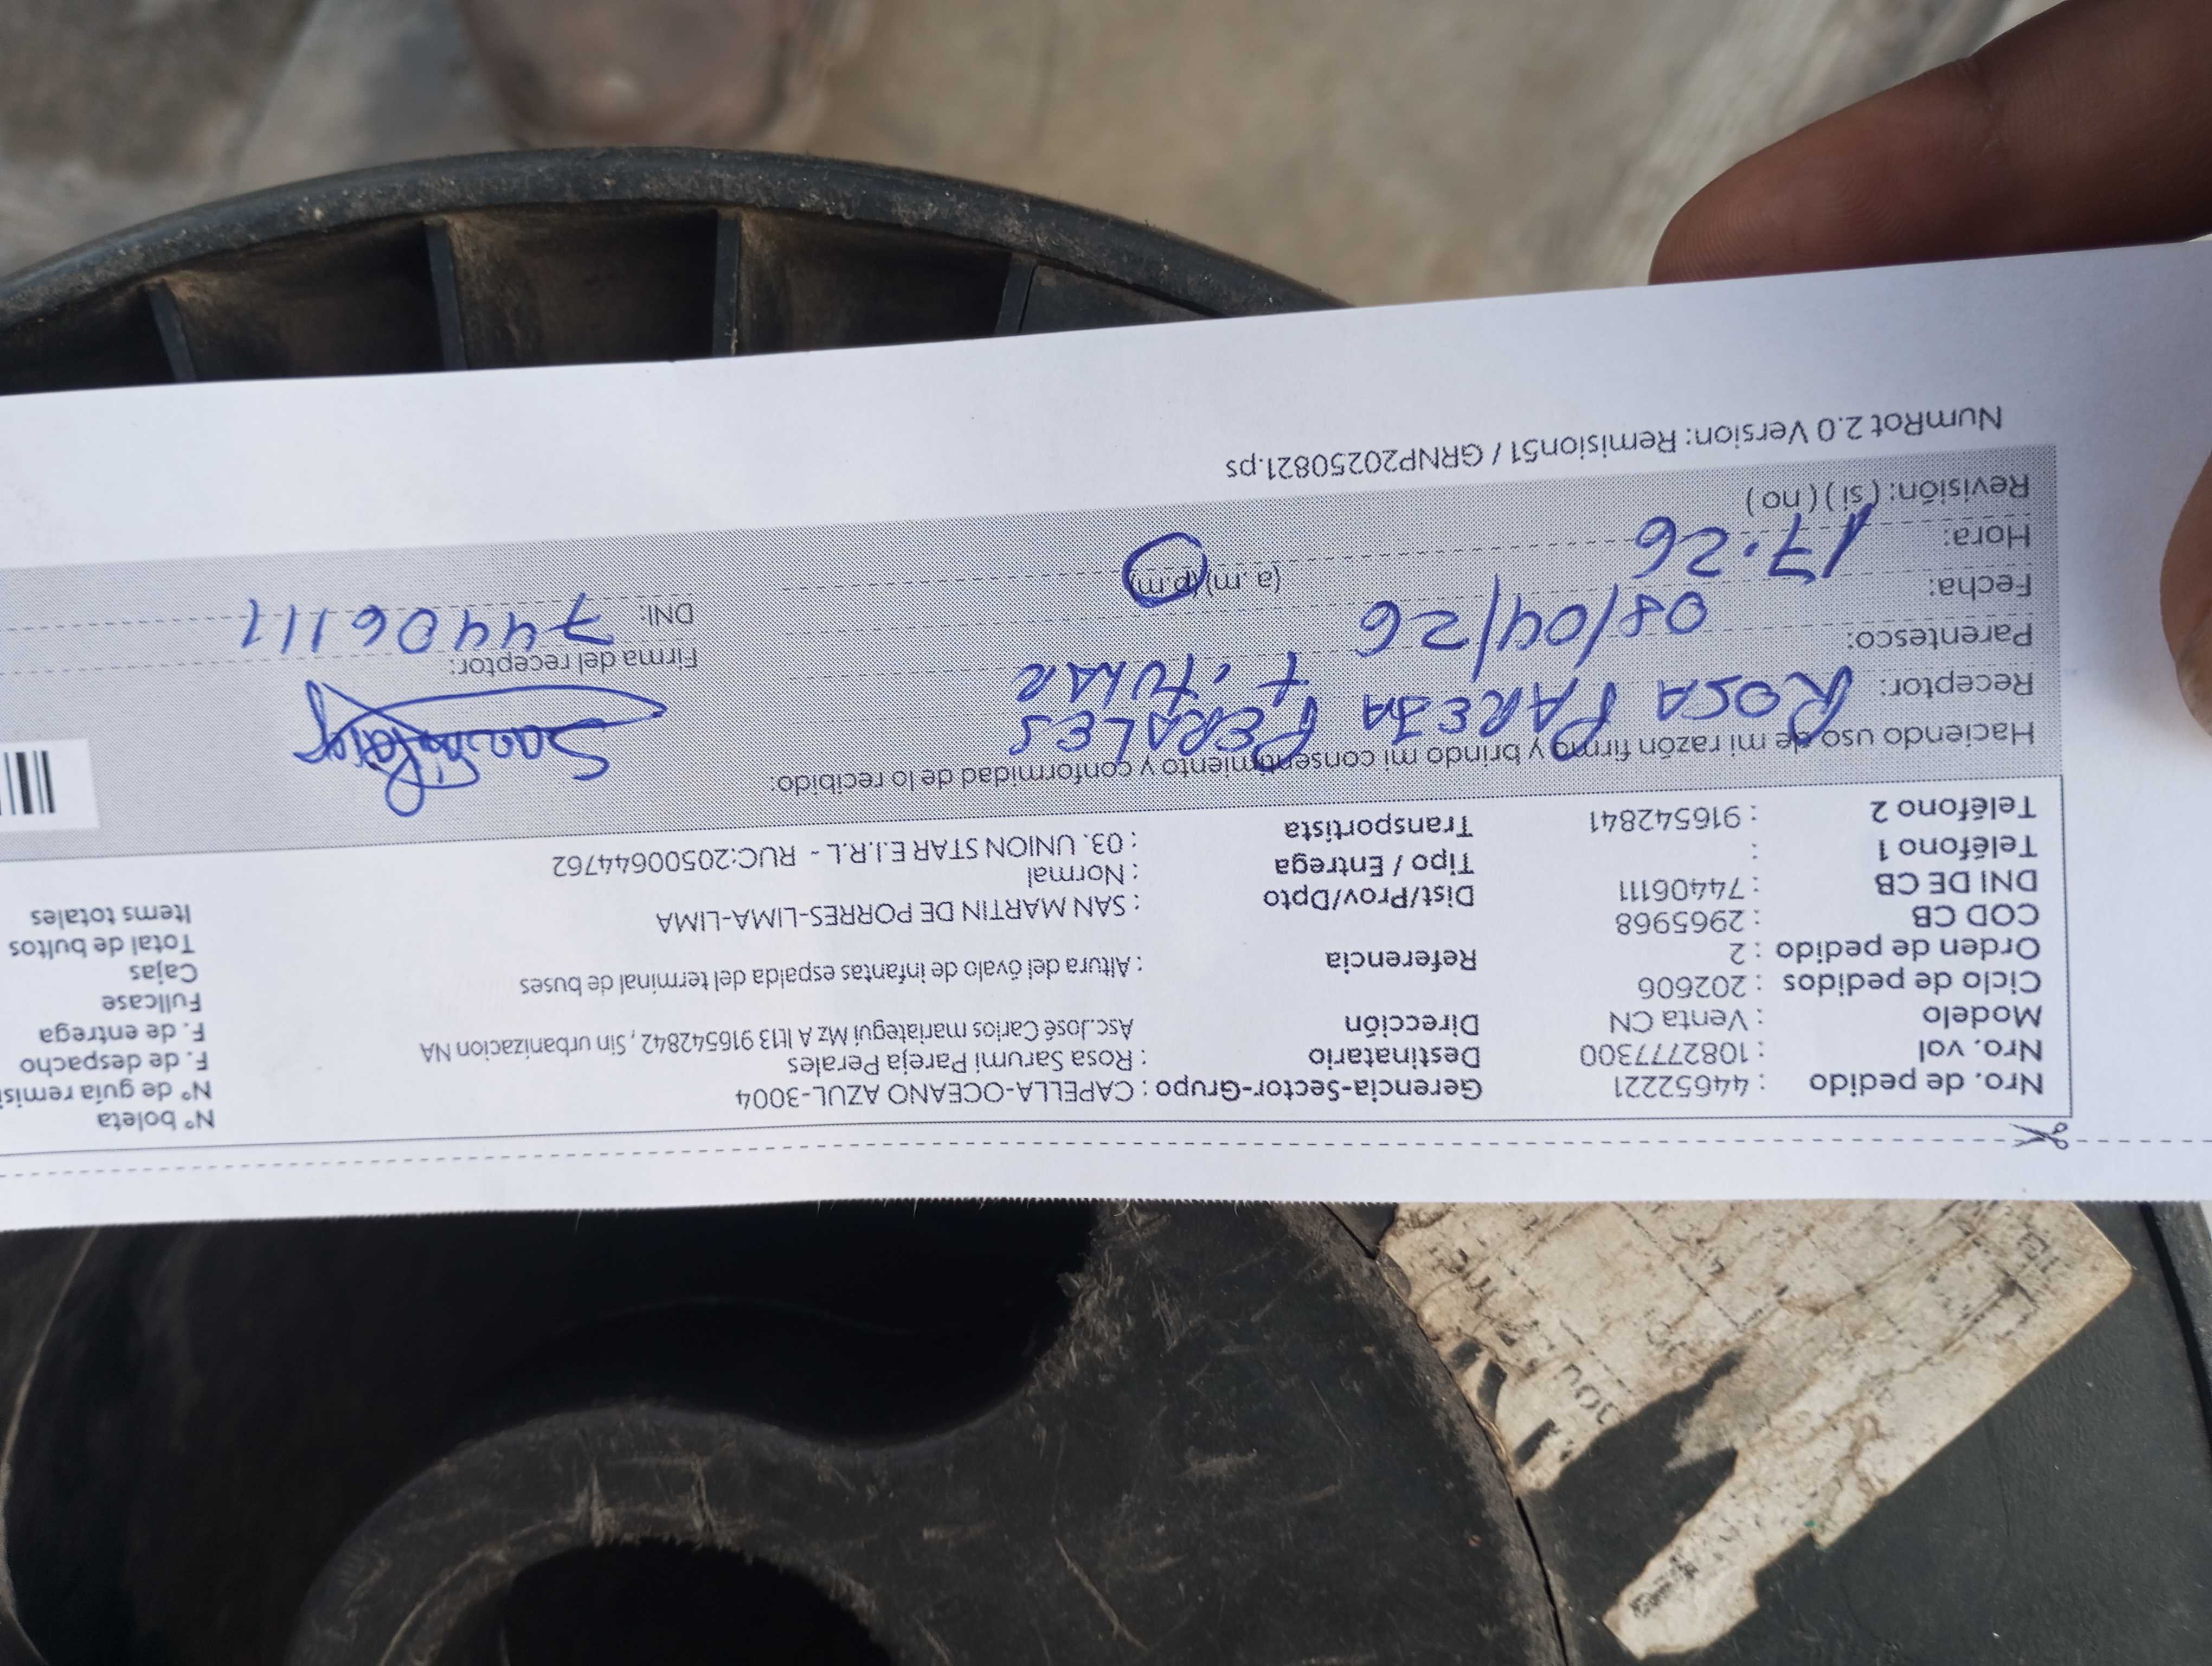 Nro. de pedido : 44652221 Gerencia-Sector-Grupo : CAPELLA-OCEANO AZUL-3004 N° boleta
Nro. vol : 1082777300 Destinatario : Rosa Sarumi Pareja Perales N° de guía remisi
Modelo : Venta CN Dirección Asc.José Carlos mariategui Mz A lt13 916542842 , Sin urbanizacion NA F. de despacho
Ciclo de pedidos : 202606 F. de entrega
Orden de pedido : 2 Referencia : Altura del óvalo de infantas espalda del terminal de buses Fullcase
COD CB : 2965968 Cajas
DNI DE CB : 74406111 Dist/Prov/Dpto : SAN MARTIN DE PORRES-LIMA-LIMA Total de bultos
Teléfono 1 : Tipo / Entrega : Normal Items totales
Teléfono 2 : 916542841 Transportista : 03. UNION STAR E.I.R.L - RUC:20500644762
Haciendo uso de mi razón firmo y brindo mi consentimiento y conformidad de lo recibido:
Receptor: ROSA PAREJA PERALES
Parentesco: TITULAR Firma del receptor:
Fecha: 08/04/26 DNI: 74406111
Hora: 17.26 (a .m) (p.m)
Revisión: ( si ) ( no )
NumRot 2.0 Version: Remision51 / GRNP20250821.ps